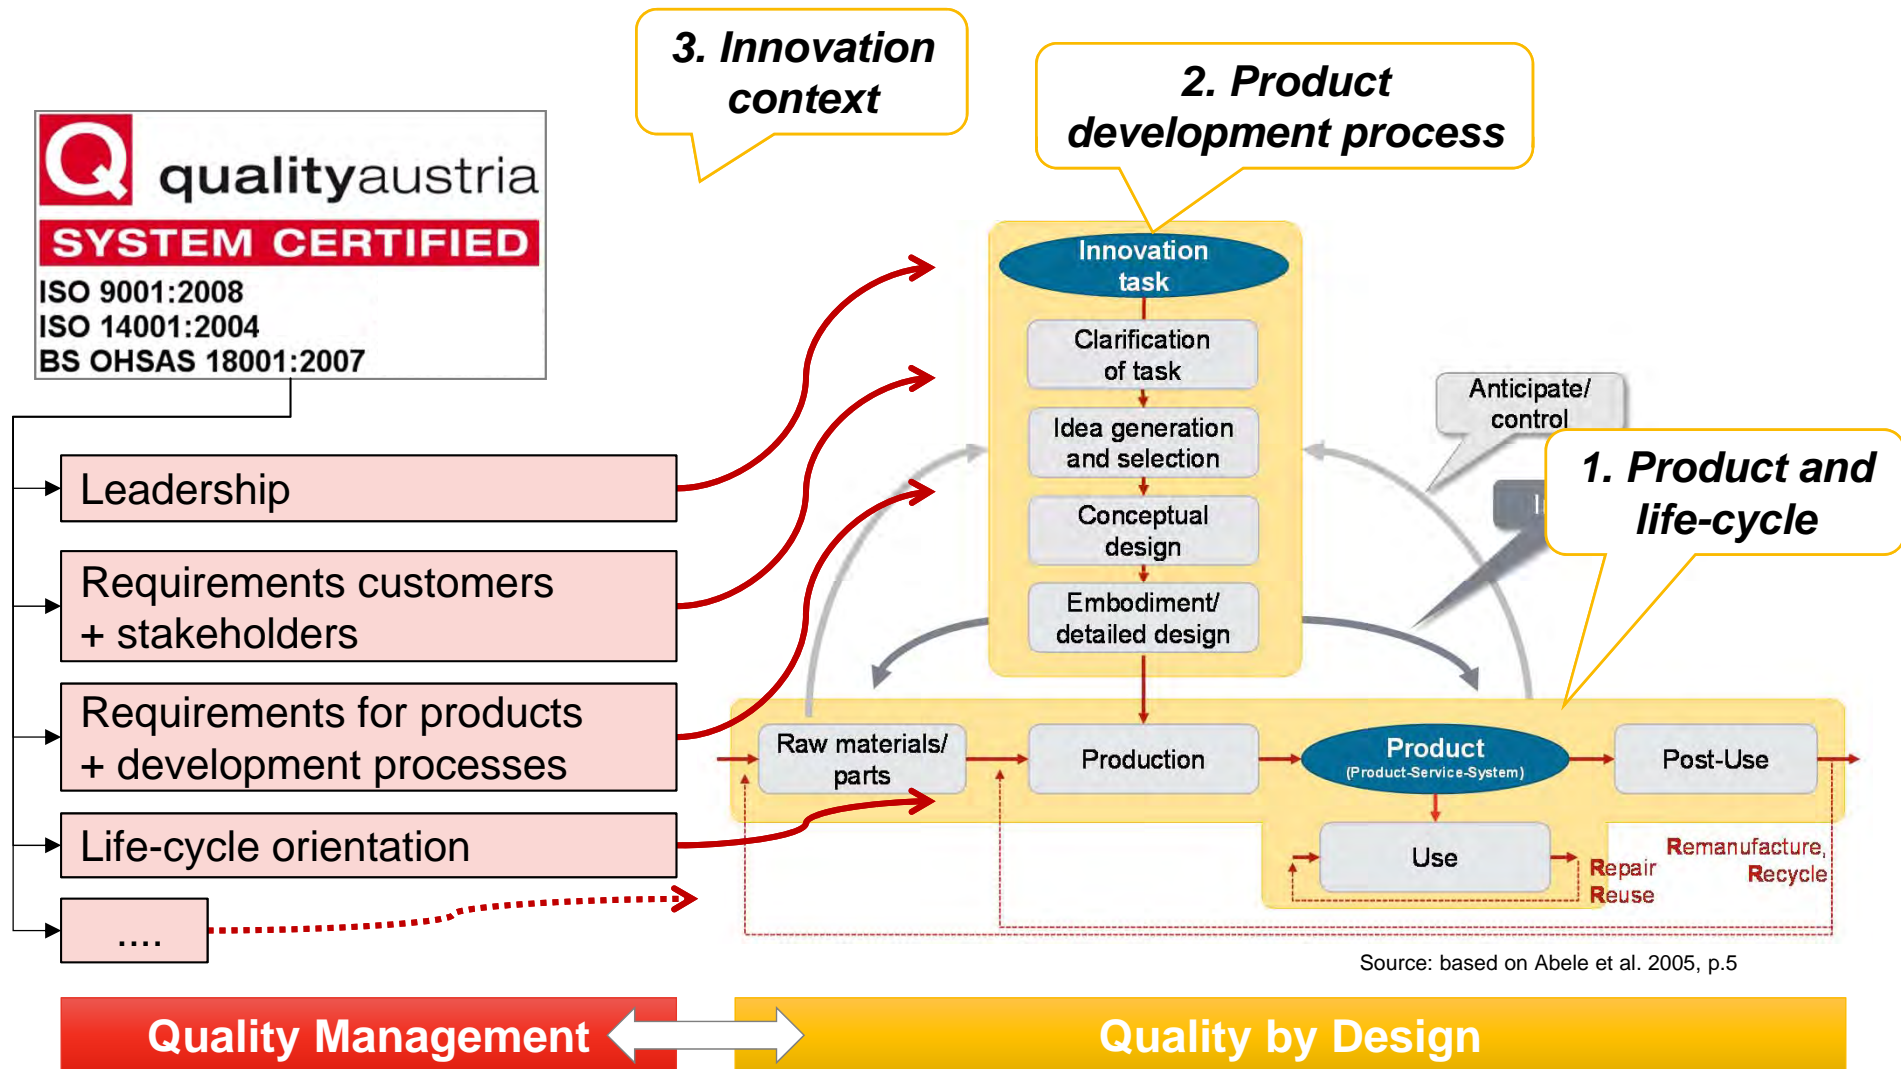 3. Innovation
context
2. Product
development process
Q
qualityaustria
SYSTEM CERTIFIED
ISO 9001:2008
ISO 14001:2004
BS OHSAS 18001:2007
Innovation
task
Clarification
of task
Idea generation
and selection
Conceptual
design
Embodiment/
detailed design
Anticipate/
control
1. Product and
life-cycle
Leadership
Requirements customers
+ stakeholders
Requirements for products
+ development processes
Life-cycle orientation
....
Raw materials/
parts
Production
Product
(Product-Service-System)
Post-Use
Use
Repair
Reuse
Remanufacture,
Recycle
Source: based on Abele et al. 2005, p.5
Quality Management
Quality by Design